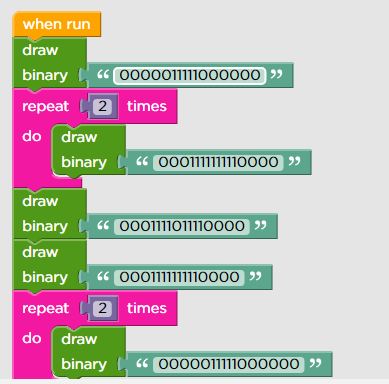 when run
draw
binary “ 0000011111000000 ”
repeat 2 times
do draw
binary “ 0001111111110000 ”
draw
binary “ 0001111011110000 ”
draw
binary “ 0001111111110000 ”
repeat 2 times
do draw
binary “ 0000011111000000 ”